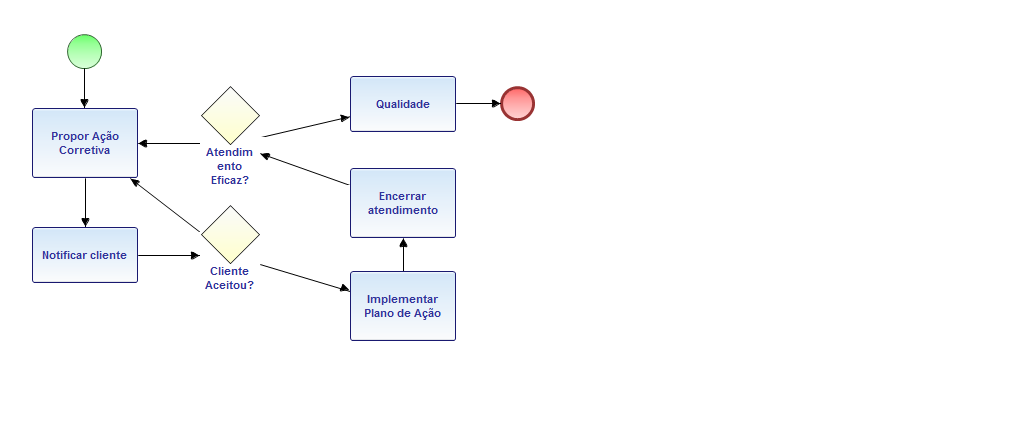 Propor Ação
Corretiva
Atendim
ento
Eficaz?
Qualidade
Encerrar
atendimento
Notificar cliente
Cliente
Aceitou?
Implementar
Plano de Ação